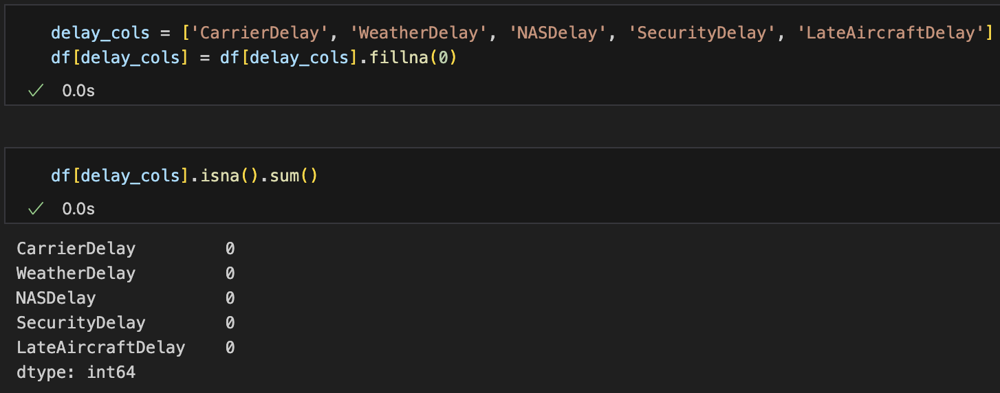 delay_cols = ['CarrierDelay', 'WeatherDelay', 'NASDelay', 'SecurityDelay', 'LateAircraftDelay']
df[delay_cols] = df[delay_cols].fillna(0)
✓ 0.0s
df[delay_cols].isna().sum()
✓ 0.0s
CarrierDelay 0
WeatherDelay 0
NASDelay 0
SecurityDelay 0
LateAircraftDelay 0
dtype: int64